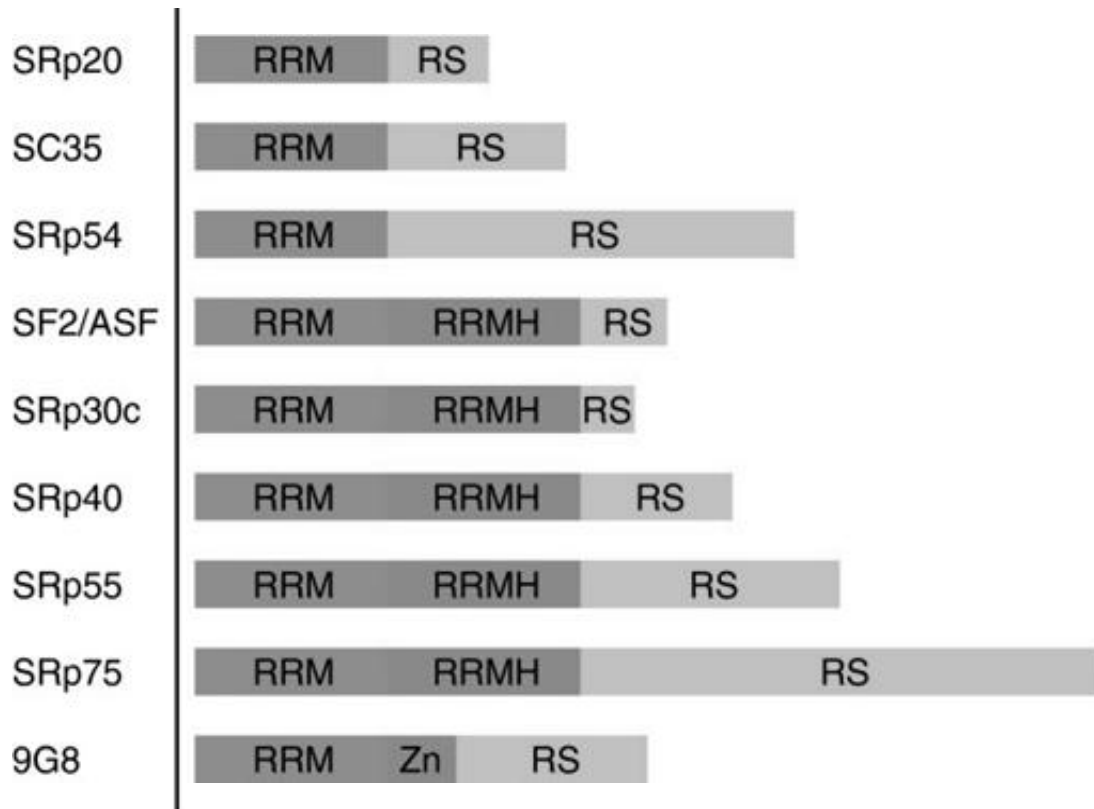 SRp20 RRM RS
SC35 RRM RS
SRp54 RRM RS
SF2/ASF RRM RRMH RS
SRp30c RRM RRMH RS
SRp40 RRM RRMH RS
SRp55 RRM RRMH RS
SRp75 RRM RRMH RS
9G8 RRM Zn RS